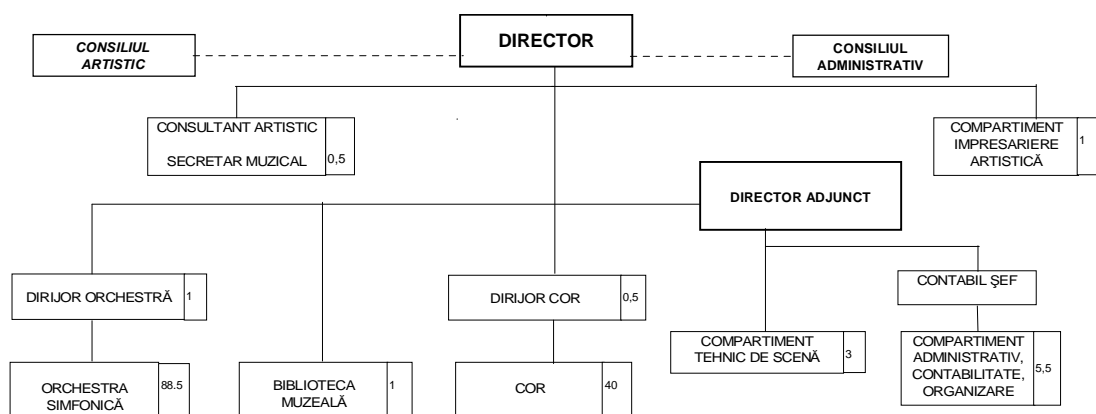 DIRECTOR
CONSILIUL
ARTISTIC
CONSILIUL
ADMINISTRATIV
CONSULTANT ARTISTIC
SECRETAR MUZICAL
0,5
COMPARTIMENT
IMPRESARIERE
ARTISTICĂ
1
DIRECTOR ADJUNCT
DIRIJOR ORCHESTRĂ
1
DIRIJOR COR
0,5
CONTABIL ŞEF
COMPARTIMENT
TEHNIC DE SCENĂ
3
COMPARTIMENT
ADMINISTRATIV,
CONTABILITATE,
ORGANIZARE
5,5
ORCHESTRA
SIMFONICĂ
88.5
BIBLIOTECA
MUZEALĂ
1
COR
40